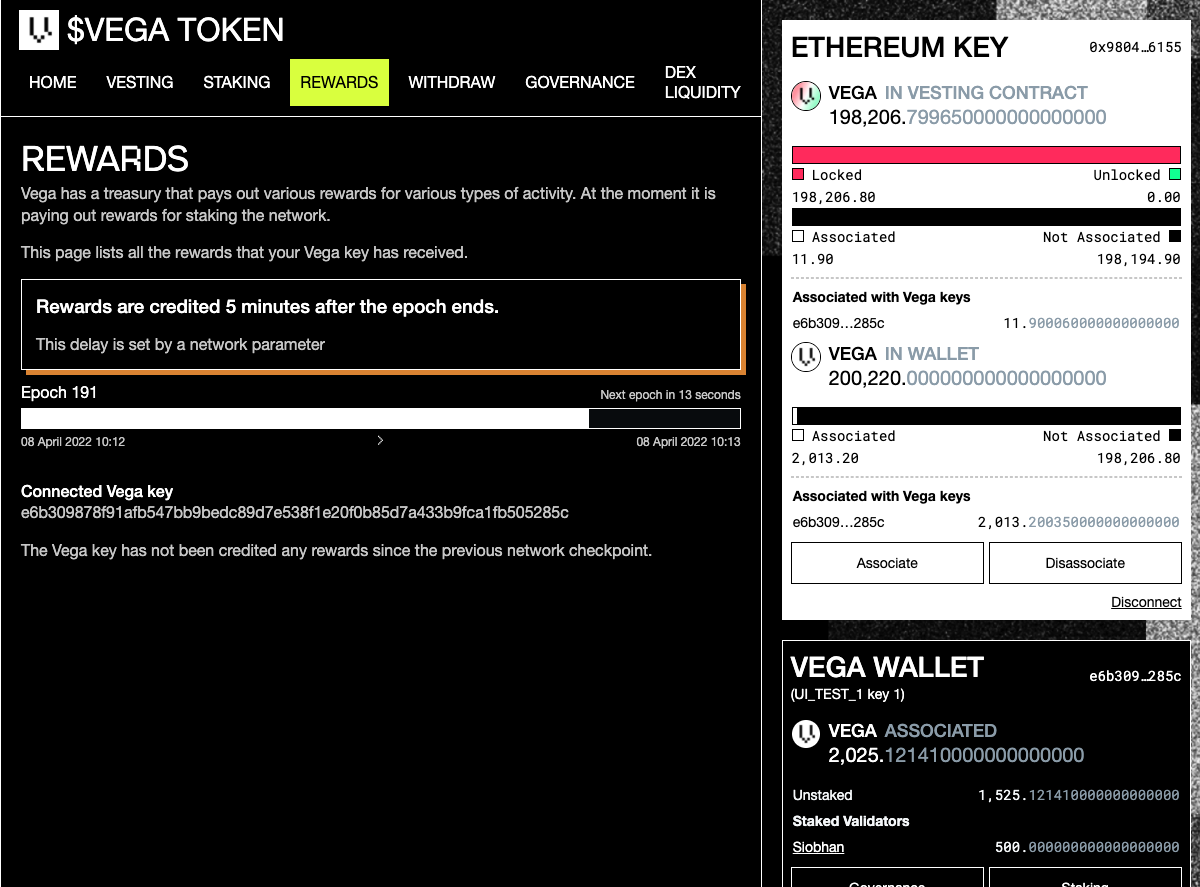 $VEGA TOKEN
HOME VESTING STAKING REWARDS WITHDRAW GOVERNANCE DEX LIQUIDITY
REWARDS
Vega has a treasury that pays out various rewards for various types of activity. At the moment it is
paying out rewards for staking the network.
This page lists all the rewards that your Vega key has received.
Rewards are credited 5 minutes after the epoch ends.
This delay is set by a network parameter
Epoch 191 Next epoch in 13 seconds
08 April 2022 10:12 > 08 April 2022 10:13
Connected Vega key
e6b309878f91afb547bb9bedc89d7e538f1e20f0b85d7a433b9fca1fb505285c
The Vega key has not been credited any rewards since the previous network checkpoint.
ETHEREUM KEY 0x9804…6155
VEGA IN VESTING CONTRACT
198,206.799650000000000000
Locked Unlocked
198,206.80 0.00
Associated Not Associated
11.90 198,194.90
Associated with Vega keys
e6b309…285c 11.900060000000000000
VEGA IN WALLET
200,220.000000000000000000
Associated Not Associated
2,013.20 198,206.80
Associated with Vega keys
e6b309…285c 2,013.200350000000000000
Associate Disassociate
Disconnect
VEGA WALLET e6b309…285c
(UI_TEST_1 key 1)
VEGA ASSOCIATED
2,025.121410000000000000
Unstaked 1,525.121410000000000000
Staked Validators
Siobhan 500.000000000000000000
Governance Staking